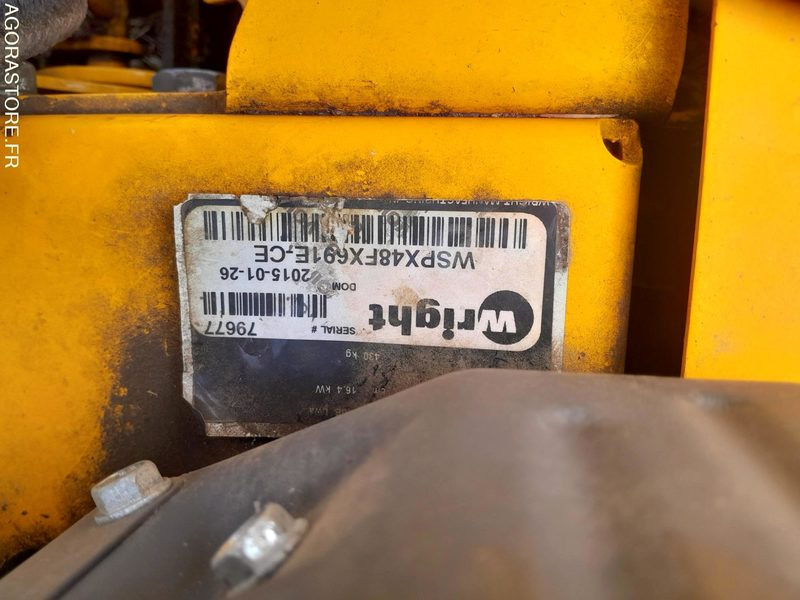 AGORASTORE.FR
Wright
SERIAL #
79677
DOM
2015-01-26
WSPX48FX691E,CE
430 kg
16.4 kW